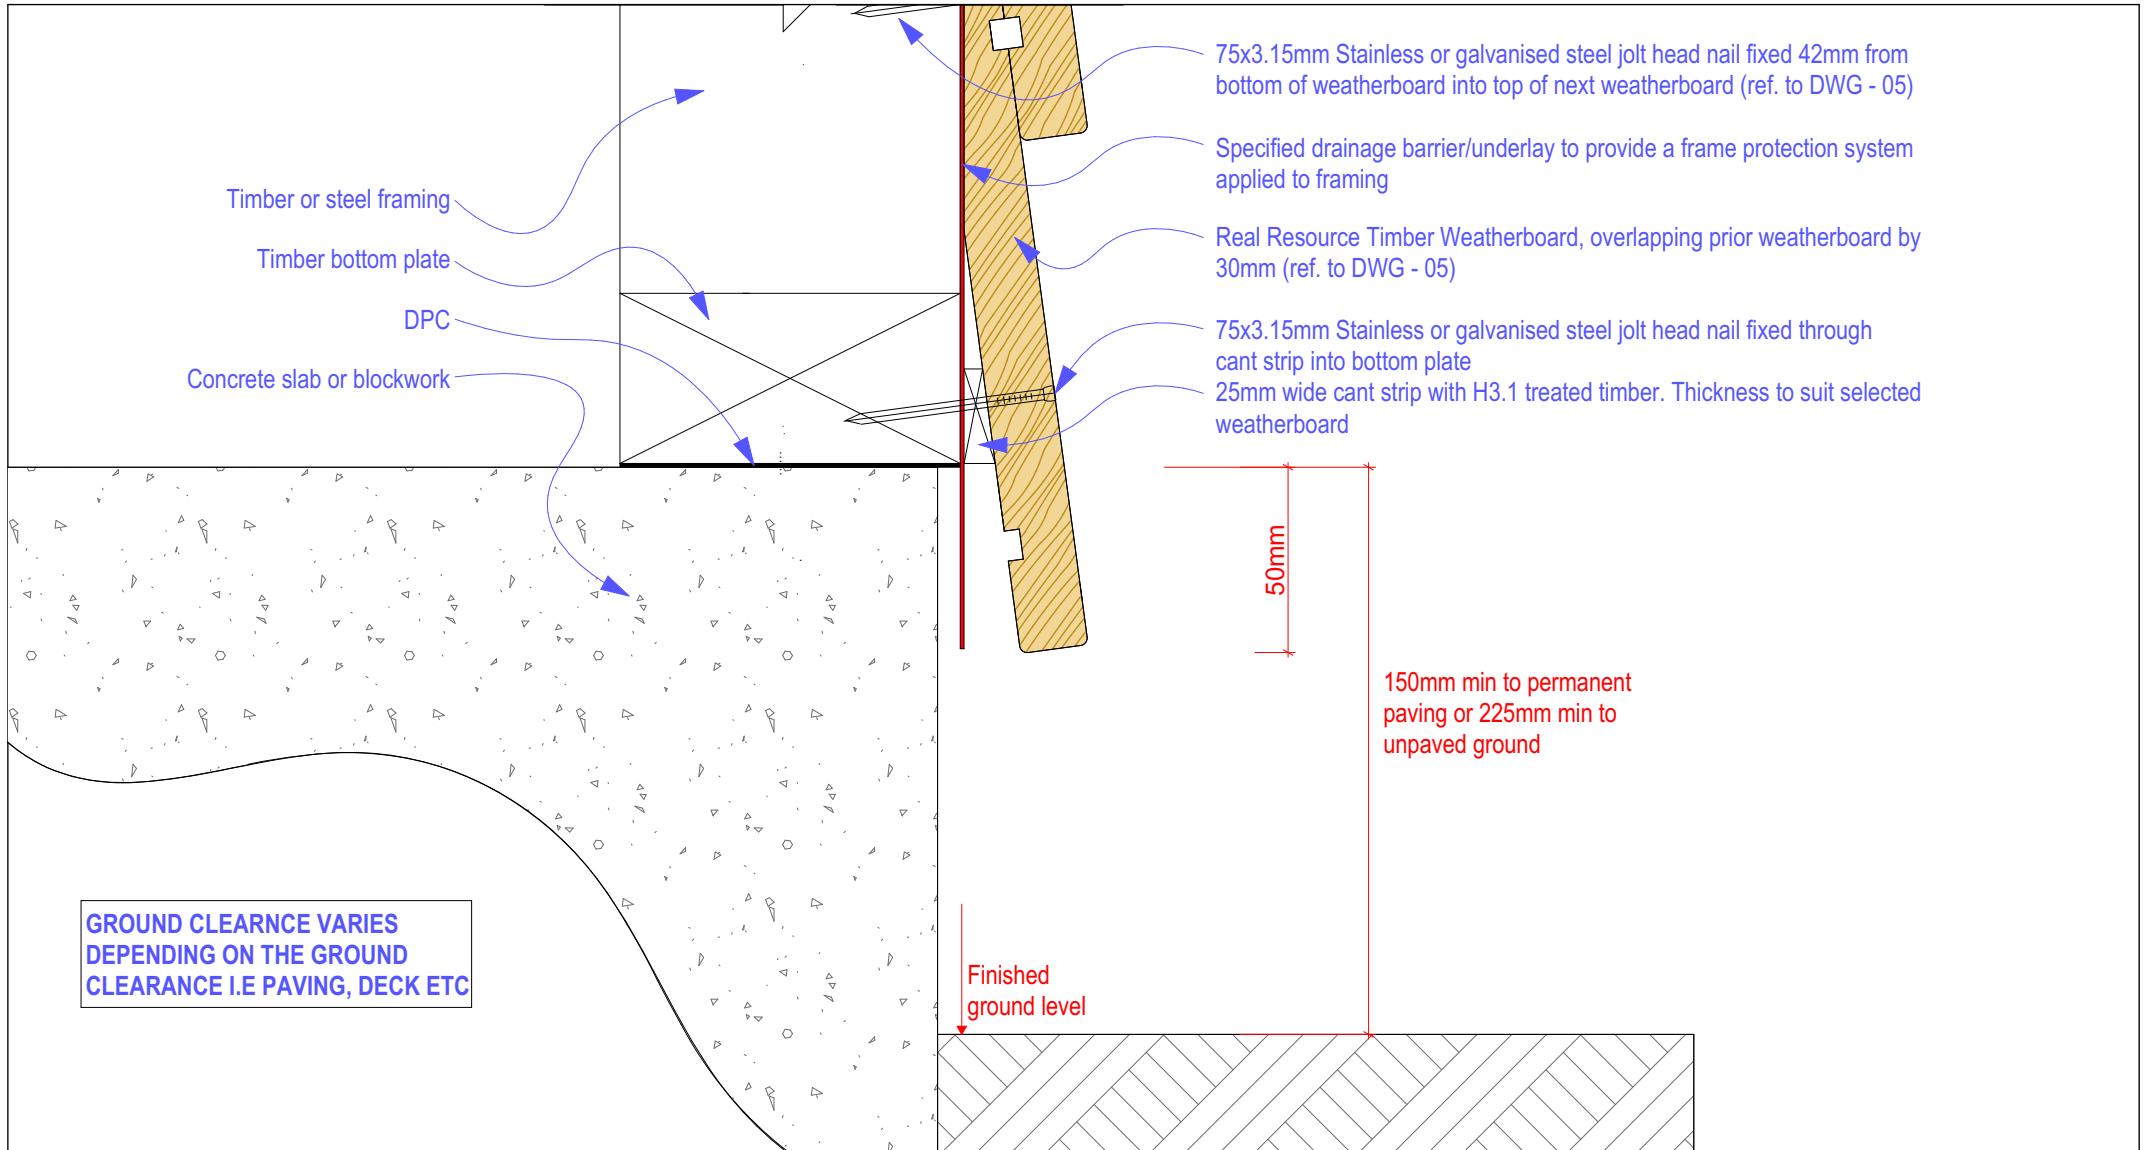 75x3.15mm Stainless or galvanised steel jolt head nail fixed 42mm from
bottom of weatherboard into top of next weatherboard (ref. to DWG - 05)
Specified drainage barrier/underlay to provide a frame protection system
applied to framing
Timber or steel framing
Real Resource Timber Weatherboard, overlapping prior weatherboard by
30mm (ref. to DWG - 05)
Timber bottom plate
DPC
75x3.15mm Stainless or galvanised steel jolt head nail fixed through
cant strip into bottom plate
Concrete slab or blockwork
25mm wide cant strip with H3.1 treated timber. Thickness to suit selected
weatherboard
50mm
150mm min to permanent
paving or 225mm min to
unpaved ground
GROUND CLEARNCE VARIES
DEPENDING ON THE GROUND
CLEARANCE I.E PAVING, DECK ETC
Finished
ground level